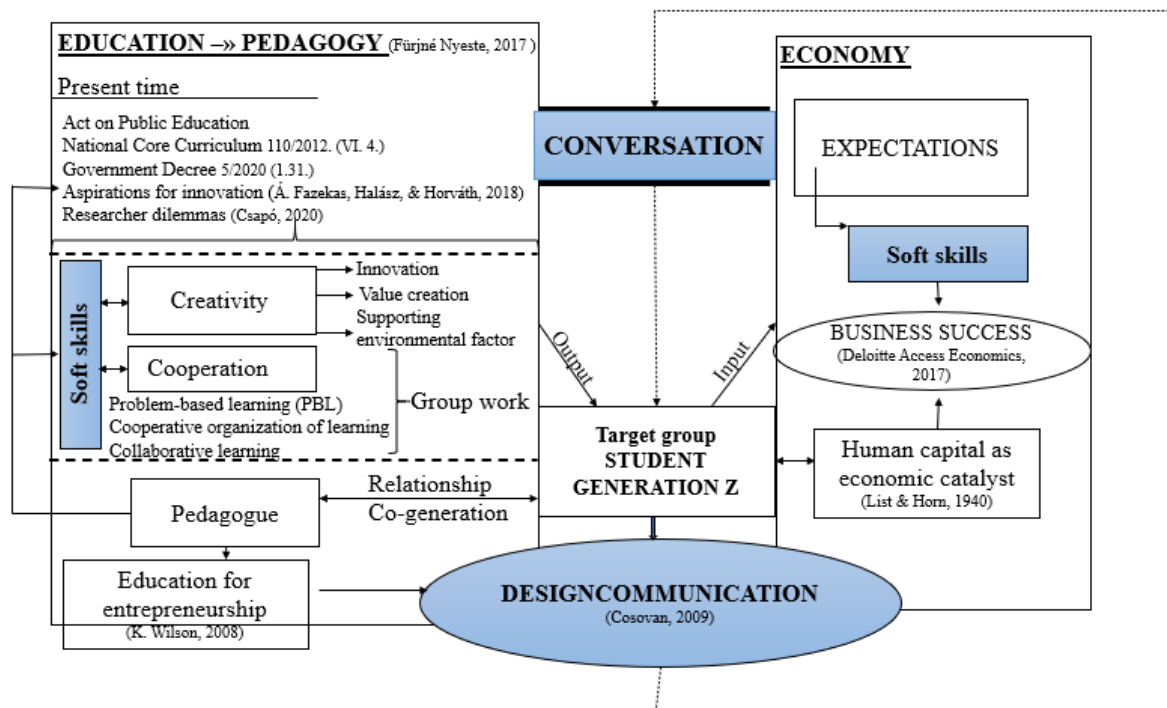 EDUCATION –» PEDAGOGY (Fürjné Nyeste, 2017 )
Present time
Act on Public Education
National Core Curriculum 110/2012. (VI. 4.)
Government Decree 5/2020 (1.31.)
Aspirations for innovation (Á. Fazekas, Halász, & Horváth, 2018)
Researcher dilemmas (Csapó, 2020)
Soft skills
Creativity
Innovation
Value creation
Supporting
environmental factor
Cooperation
Problem-based learning (PBL)
Cooperative organization of learning
Collaborative learning
Group work
Pedagogue
Relationship
Co-generation
Education for
entrepreneurship
(K. Wilson, 2008)
CONVERSATION
Output
Input
Target group
STUDENT
GENERATION Z
DESIGNCOMMUNICATION
(Cosovan, 2009)
ECONOMY
EXPECTATIONS
Soft skills
BUSINESS SUCCESS
(Deloitte Access Economics,
2017)
Human capital as
economic catalyst
(List & Horn, 1940)